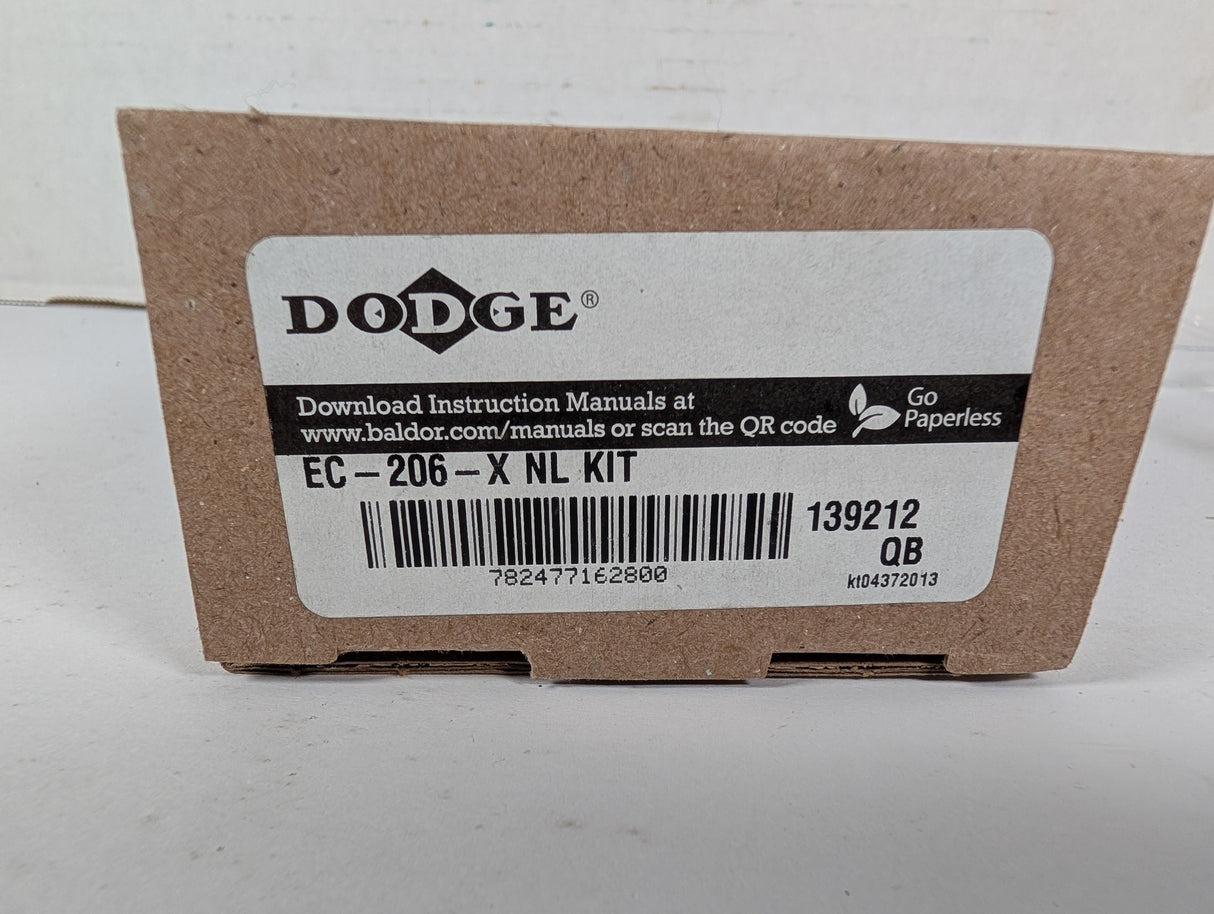 DODGE®
Download Instruction Manuals at
www.baldor.com/manuals or scan the QR code
Go
Paperless
EC-206-X NL KIT
139212
QB
782477162800
kt04372013